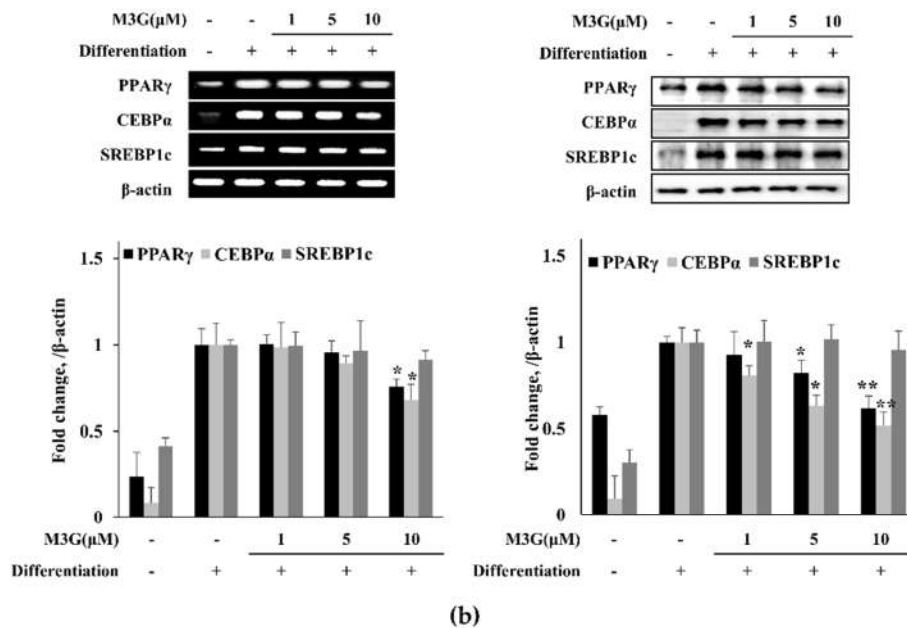 M3G(μM) 1 5 10
Differentiation - + + + +
PPARγ
CEBPα
SREBP1c
β-actin
M3G(μM) 1 5 10
Differentiation - + + + +
PPARγ
CEBPα
SREBP1c
β-actin
PPARγ CEBPα SREBP1c
Fold change, /β-actin
1.5
1
0.5
0
* *
M3G(μM) - - 1 5 10
Differentiation - + + + +
PPARγ CEBPα SREBP1c
Fold change, /β-actin
1.5
1
0.5
0
*
* *
** **
M3G(μM) - - 1 5 10
Differentiation - + + + +
(b)